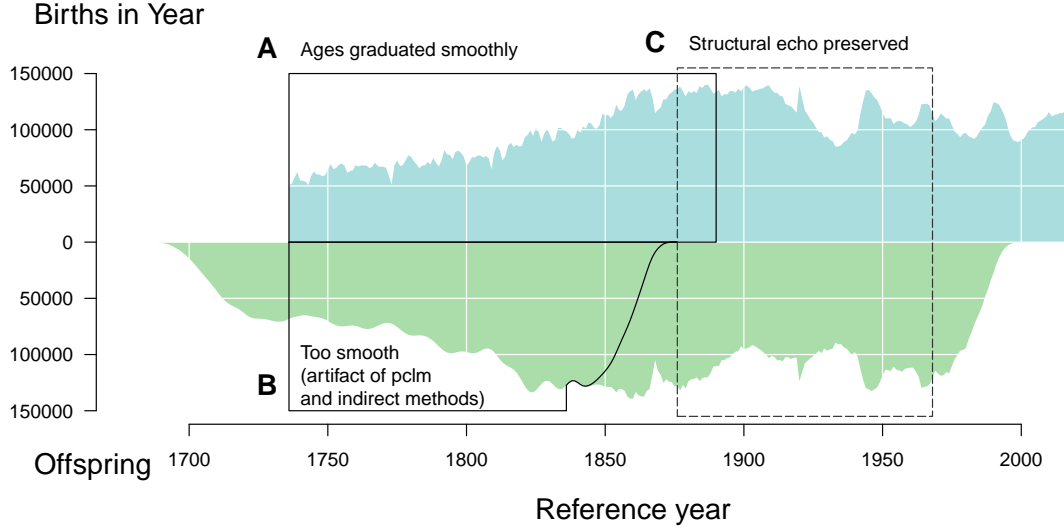 Births in Year
A Ages graduated smoothly
C Structural echo preserved
150000
100000
50000
0
50000
100000
150000
B
Too smooth
(artifact of pclm
and indirect methods)
Offspring
1700 1750 1800 1850 1900 1950 2000
Reference year